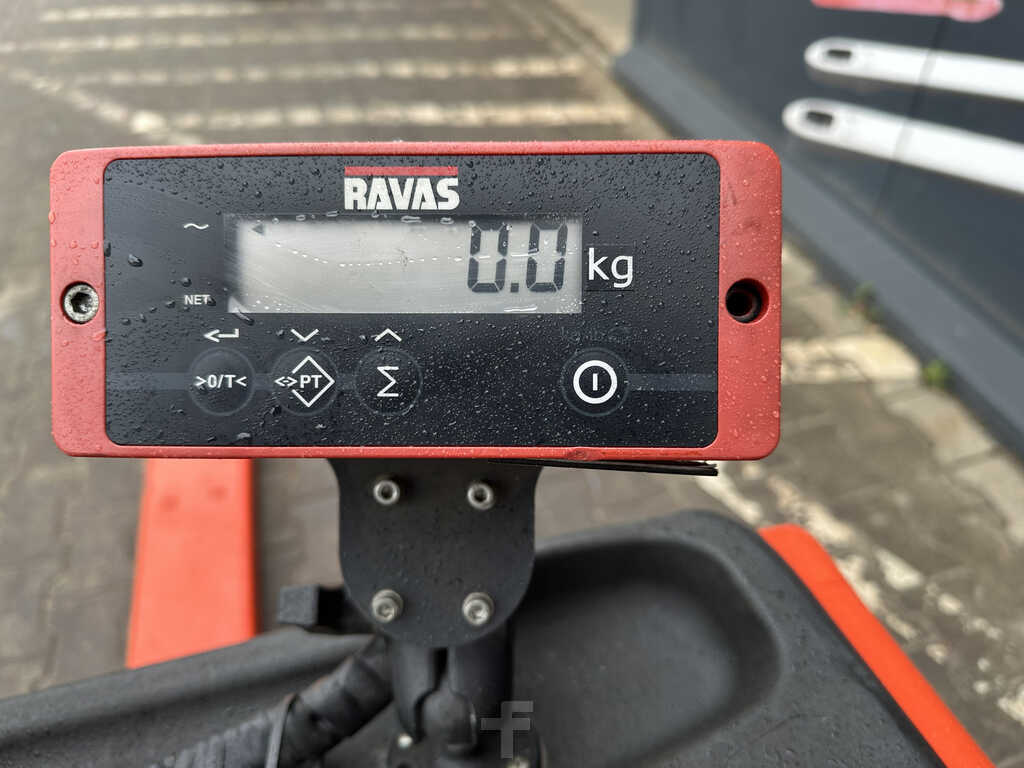 RAVAS
0.0 kg
NET
>0/T< <->PT Σ